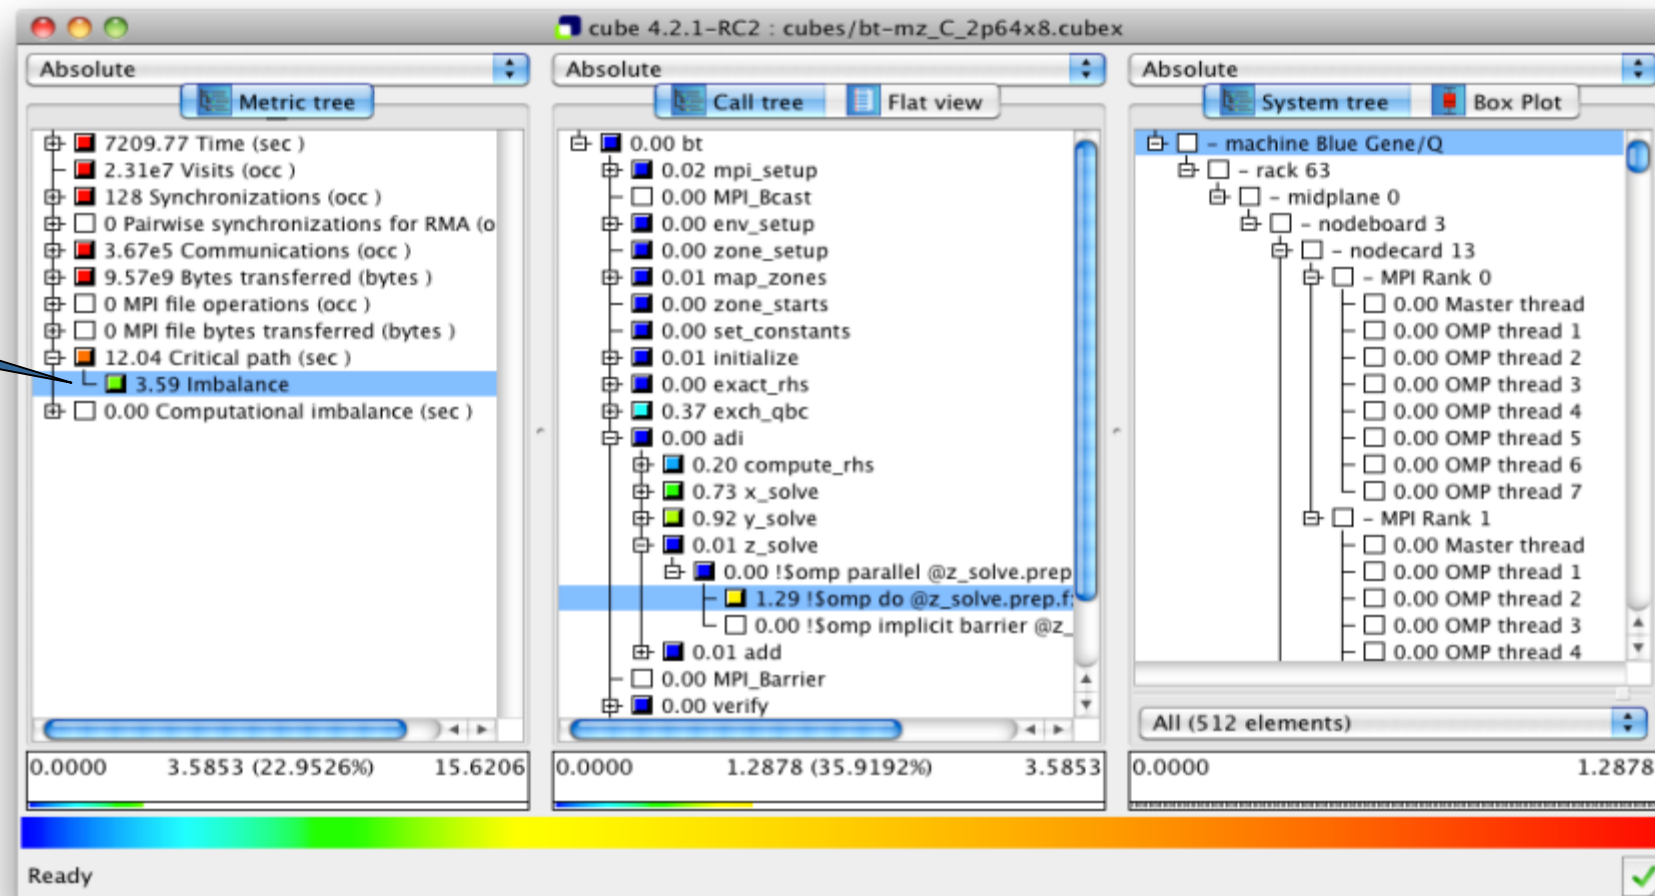 cube 4.2.1-RC2 : cubes/bt-mz_C_2p64x8.cubex
Absolute
Metric tree
7209.77 Time (sec )
2.31e7 Visits (occ )
128 Synchronizations (occ )
0 Pairwise synchronizations for RMA (o
3.67e5 Communications (occ )
9.57e9 Bytes transferred (bytes )
0 MPI file operations (occ )
0 MPI file bytes transferred (bytes )
12.04 Critical path (sec )
3.59 Imbalance
0.00 Computational imbalance (sec )
0.0000 3.5853 (22.9526%) 15.6206
Absolute
Call tree Flat view
0.00 bt
0.02 mpi_setup
0.00 MPI_Bcast
0.00 env_setup
0.00 zone_setup
0.01 map_zones
0.00 zone_starts
0.00 set_constants
0.01 initialize
0.00 exact_rhs
0.37 exch_qbc
0.00 adi
0.20 compute_rhs
0.73 x_solve
0.92 y_solve
0.01 z_solve
0.00 !$omp parallel @z_solve.prep
1.29 !$omp do @z_solve.prep.f:
0.00 !$omp implicit barrier @z_
0.01 add
0.00 MPI_Barrier
0.00 verify
0.0000 1.2878 (35.9192%) 3.5853
Absolute
System tree Box Plot
- machine Blue Gene/Q
- rack 63
- midplane 0
- nodeboard 3
- nodecard 13
- MPI Rank 0
0.00 Master thread
0.00 OMP thread 1
0.00 OMP thread 2
0.00 OMP thread 3
0.00 OMP thread 4
0.00 OMP thread 5
0.00 OMP thread 6
0.00 OMP thread 7
- MPI Rank 1
0.00 Master thread
0.00 OMP thread 1
0.00 OMP thread 2
0.00 OMP thread 3
0.00 OMP thread 4
All (512 elements)
0.0000 1.2878
Ready